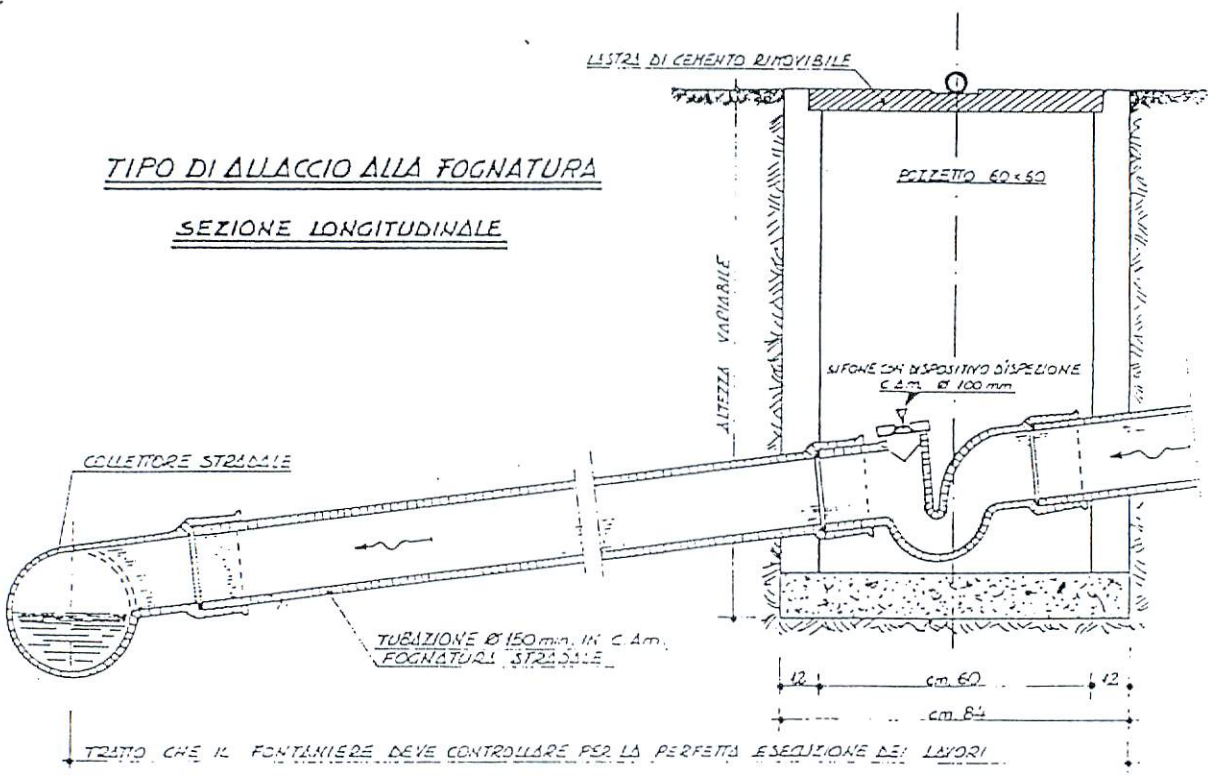 LASTRA DI CEMENTO RIMOVIBILE
TIPO DI ALLACCIO ALLA FOGNATURA
SEZIONE LONGITUDINALE
POZZETTO 60×60
ALTEZZA VARIABILE
SIFONE CON DISPOSITIVO D'ISPEZIONE
C.Am. Ø 100 mm
COLLETTORE STRADALE
TUBAZIONE Ø 150 min. IN C.Am.
FOGNATURA STRADALE
12 cm. 60 12
cm. 84
TRATTO CHE IL FONTANIERE DEVE CONTROLLARE PER LA PERFETTA ESECUZIONE DEI LAVORI